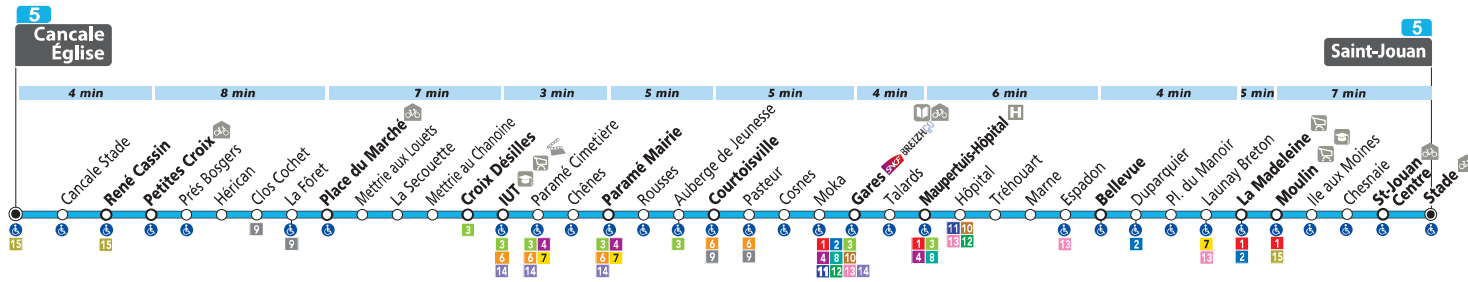 5
Cancale
Église
5
Saint-Jouan
4 min
8 min
7 min
3 min
5 min
5 min
4 min
6 min
4 min
5 min
7 min
Cancale Stade
René Cassin
Petites Croix
Prés Bosgers
Hérican
Clos Cochet
La Fôret
Place du Marché
Mettrie aux Louets
La Secouette
Mettrie au Chanoine
Croix Désilles
IUT
Paramé Cimetière
Chênes
Paramé Mairie
Rousses
Auberge de Jeunesse
Courtoisville
Pasteur
Cosnes
Moka
Gares SNCF BREIZHGO
Talards
Maupertuis-Hôpital H
Hôpital
Tréhouart
Marne
Espadon
Bellevue
Duparquier
Pl. du Manoir
Launay Breton
La Madeleine
Moulin
Ile aux Moines
Chesnaie
St-Jouan
Centre
Stade
15
15
9
9
3
3
6
14
3 4
6 7
14
3 4
6 7
14
3
6
9
6
9
1 2 3
4 8 10
11 12 13 14
1 3
4 8
11 10
13 12
13
2
7
13
1
2
1
15